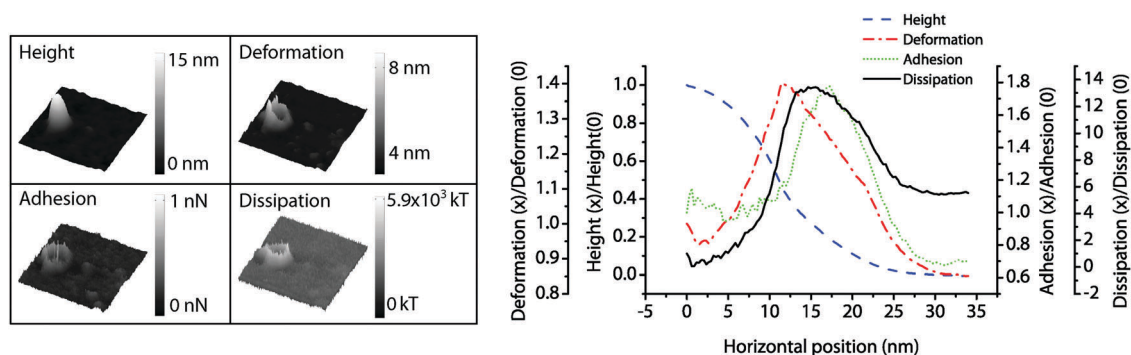 Height
15 nm
0 nm
Deformation
8 nm
4 nm
Adhesion
1 nN
0 nN
Dissipation
5.9x10³ kT
0 kT
Height
Deformation
Adhesion
Dissipation
Deformation (x)/Deformation (0)
1.4
1.3
1.2
1.1
1.0
0.9
0.8
Height (x)/Height(0)
1.0
0.8
0.6
0.4
0.2
0.0
Adhesion (x)/Adhesion (0)
1.8
1.6
1.4
1.2
1.0
0.8
0.6
Dissipation (x)/Dissipation (0)
14
12
10
8
6
4
2
0
-2
-5 0 5 10 15 20 25 30 35
Horizontal position (nm)